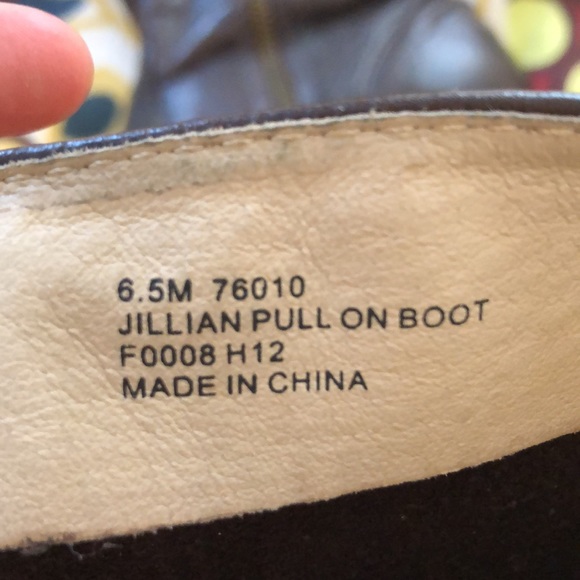 6.5M 76010
JILLIAN PULL ON BOOT
F0008 H12
MADE IN CHINA